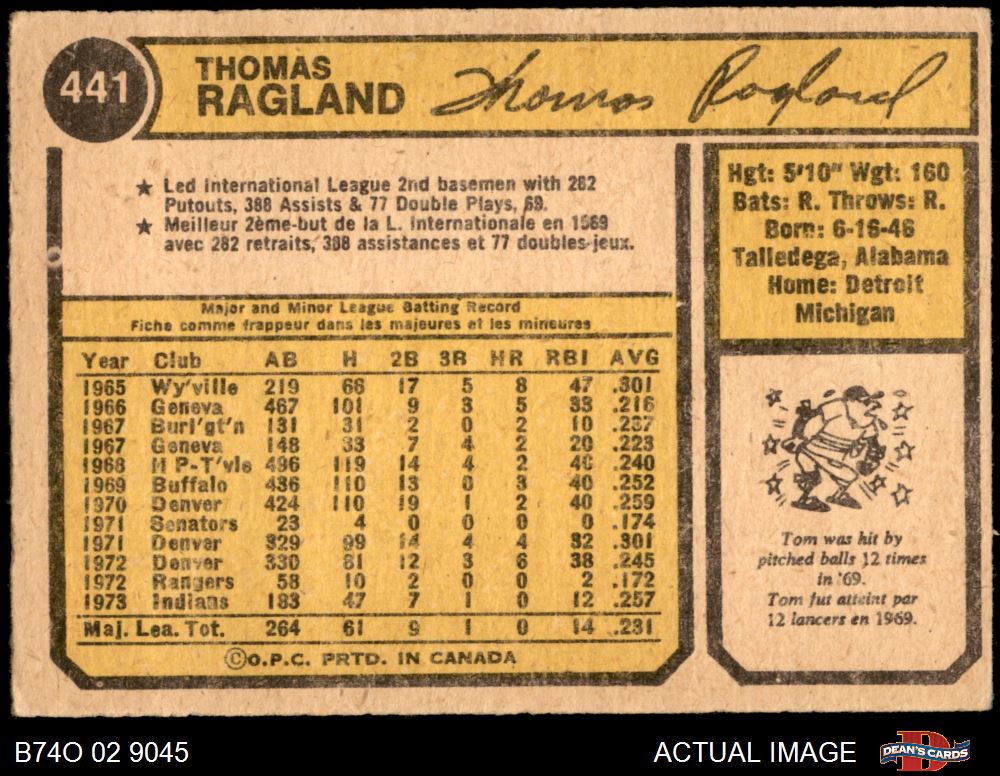 441
THOMAS
RAGLAND
Thomas Ragland
★ Led International League 2nd basemen with 282
Putouts, 388 Assists & 77 Double Plays, 69.
★ Meilleur 2ème-but de la L. Internationale en 1969
avec 282 retraits, 388 assistances et 77 doubles-jeux.
Hgt: 5'10" Wgt: 160
Bats: R. Throws: R.
Born: 6-16-46
Talledega, Alabama
Home: Detroit
Michigan
Major and Minor League Batting Record
Fiche comme frappeur dans les majeures et les mineures
Year Club AB H 2B 3B HR RBI AVG
1965 Wy'ville 219 66 17 5 8 47 .301
1966 Geneva 467 101 9 3 5 33 .216
1967 Burl'gt'n 131 31 2 0 2 10 .237
1967 Geneva 148 33 7 4 2 20 .223
1968 M P-T'vle 496 119 14 4 2 40 .240
1969 Buffalo 436 110 13 0 3 40 .252
1970 Denver 424 110 19 1 2 40 .259
1971 Senators 23 4 0 0 0 0 .174
1971 Denver 329 99 14 4 4 32 .301
1972 Denver 330 81 12 3 6 38 .245
1972 Rangers 58 10 2 0 0 2 .172
1973 Indians 183 47 7 1 0 12 .257
Maj. Lea. Tot. 264 61 9 1 0 14 .231
©O.P.C. PRTD. IN CANADA
Tom was hit by
pitched balls 12 times
in '69.
Tom fut atteint par
12 lancers en 1969.
B74O 02 9045
ACTUAL IMAGE
DEAN'S CARDS